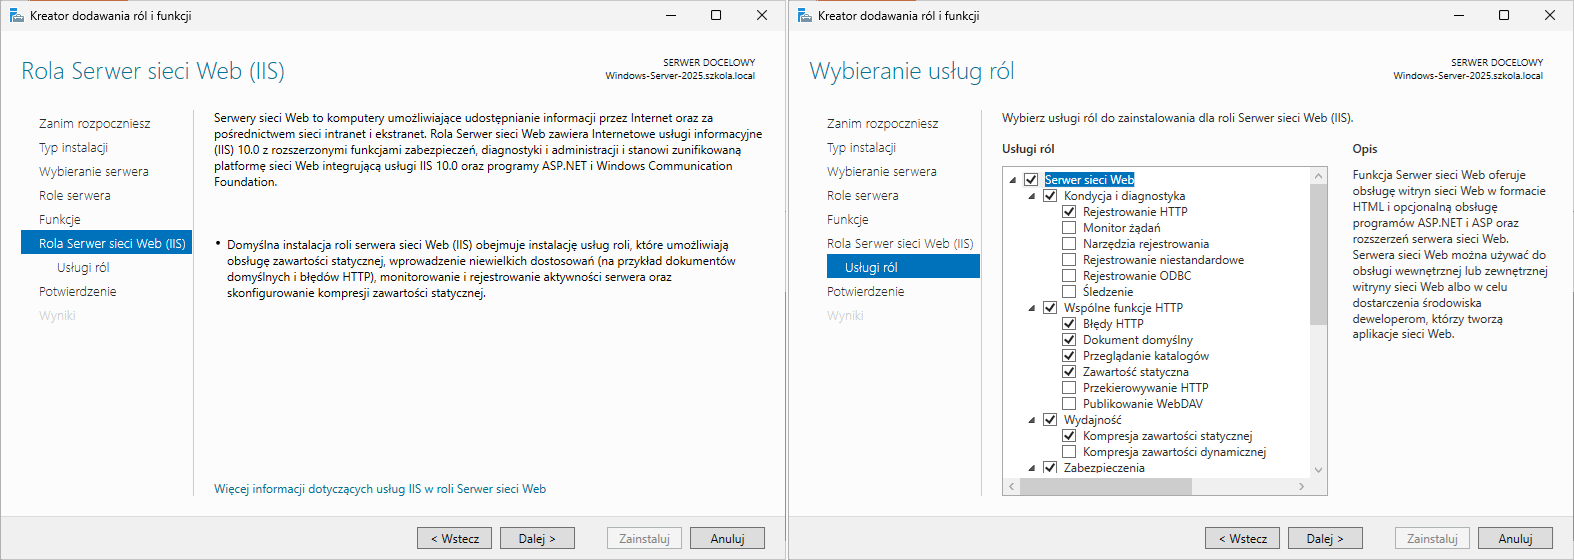 Kreator dodawania ról i funkcji
Rola Serwer sieci Web (IIS)
SERWER DOCELOWY
Windows-Server-2025.szkola.local
Zanim rozpoczniesz
Typ instalacji
Wybieranie serwera
Role serwera
Funkcje
Rola Serwer sieci Web (IIS)
Usługi ról
Potwierdzenie
Wyniki
Serwery sieci Web to komputery umożliwiające udostępnianie informacji przez Internet oraz za
pośrednictwem sieci intranet i ekstranet. Rola Serwer sieci Web zawiera Internetowe usługi informacyjne
(IIS) 10.0 z rozszerzonymi funkcjami zabezpieczeń, diagnostyki i administracji i stanowi zunifikowaną
platformę sieci Web integrującą usługi IIS 10.0 oraz programy ASP.NET i Windows Communication
Foundation.
• Domyślna instalacja roli serwera sieci Web (IIS) obejmuje instalację usług roli, które umożliwiają
obsługę zawartości statycznej, wprowadzenie niewielkich dostosowań (na przykład dokumentów
domyślnych i błędów HTTP), monitorowanie i rejestrowanie aktywności serwera oraz
skonfigurowanie kompresji zawartości statycznej.
Więcej informacji dotyczących usług IIS w roli Serwer sieci Web
< Wstecz
Dalej >
Zainstaluj
Anuluj
Kreator dodawania ról i funkcji
Wybieranie usług ról
SERWER DOCELOWY
Windows-Server-2025.szkola.local
Zanim rozpoczniesz
Typ instalacji
Wybieranie serwera
Role serwera
Funkcje
Rola Serwer sieci Web (IIS)
Usługi ról
Potwierdzenie
Wyniki
Wybierz usługi ról do zainstalowania dla roli Serwer sieci Web (IIS).
Usługi ról
Serwer sieci Web
Kondycja i diagnostyka
Rejestrowanie HTTP
Monitor żądań
Narzędzia rejestrowania
Rejestrowanie niestandardowe
Rejestrowanie ODBC
Śledzenie
Wspólne funkcje HTTP
Błędy HTTP
Dokument domyślny
Przeglądanie katalogów
Zawartość statyczna
Przekierowywanie HTTP
Publikowanie WebDAV
Wydajność
Kompresja zawartości statycznej
Kompresja zawartości dynamicznej
Zabezpieczenia
Opis
Funkcja Serwer sieci Web oferuje
obsługę witryn sieci Web w formacie
HTML i opcjonalną obsługę
programów ASP.NET i ASP oraz
rozszerzeń serwera sieci Web.
Serwera sieci Web można używać do
obsługi wewnętrznej lub zewnętrznej
witryny sieci Web albo w celu
dostarczenia środowiska
deweloperom, którzy tworzą
aplikacje sieci Web.
< Wstecz
Dalej >
Zainstaluj
Anuluj